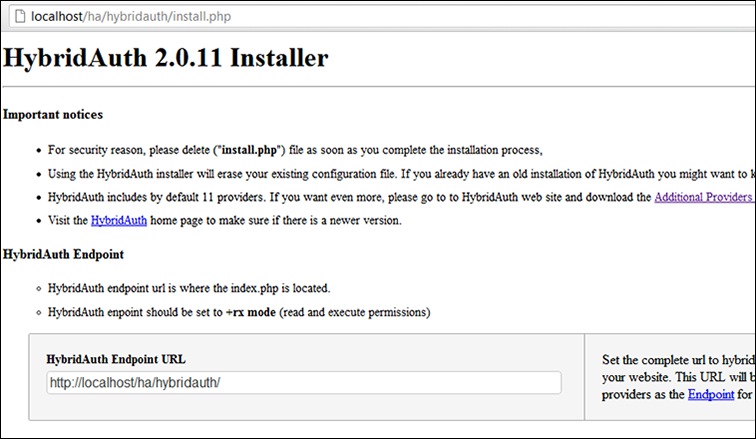 localhost/ha/hybridauth/install.php
HybridAuth 2.0.11 Installer
Important notices
For security reason, please delete ("install.php") file as soon as you complete the installation process,
Using the HybridAuth installer will erase your existing configuration file. If you already have an old installation of HybridAuth you might want to
HybridAuth includes by default 11 providers. If you want even more, please go to to HybridAuth web site and download the Additional Providers
Visit the HybridAuth home page to make sure if there is a newer version.
HybridAuth Endpoint
HybridAuth endpoint url is where the index.php is located.
HybridAuth enpoint should be set to +rx mode (read and execute permissions)
HybridAuth Endpoint URL
http://localhost/ha/hybridauth/
Set the complete url to hybrid
your website. This URL will b
providers as the Endpoint for